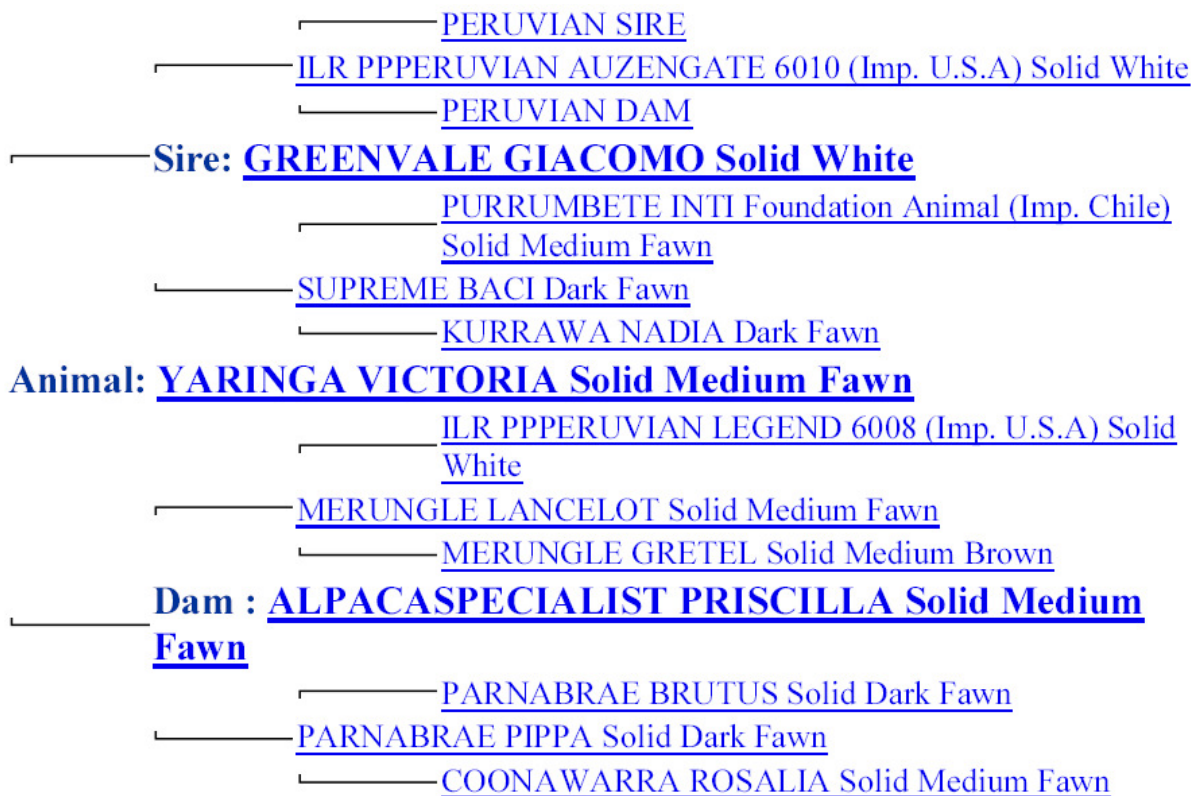 PERUVIAN SIRE
ILR PPPERUVIAN AUZENGATE 6010 (Imp. U.S.A) Solid White
PERUVIAN DAM
Sire: GREENVALE GIACOMO Solid White
PURRUMBETE INTI Foundation Animal (Imp. Chile)
Solid Medium Fawn
SUPREME BACI Dark Fawn
KURRAWA NADIA Dark Fawn
Animal: YARINGA VICTORIA Solid Medium Fawn
ILR PPPERUVIAN LEGEND 6008 (Imp. U.S.A) Solid
White
MERUNGLE LANCELOT Solid Medium Fawn
MERUNGLE GRETEL Solid Medium Brown
Dam : ALPACASPECIALIST PRISCILLA Solid Medium
Fawn
PARNABRAE BRUTUS Solid Dark Fawn
PARNABRAE PIPPA Solid Dark Fawn
COONAWARRA ROSALIA Solid Medium Fawn